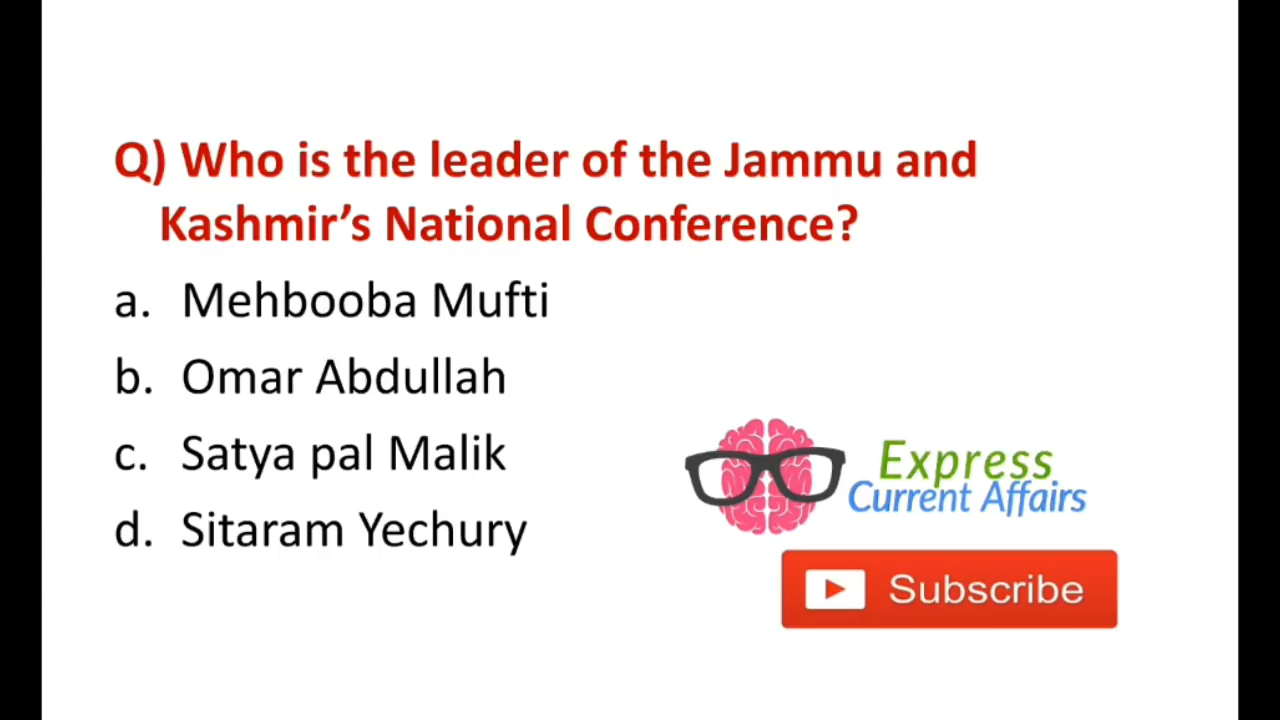 Q) Who is the leader of the Jammu and
Kashmir’s National Conference?
a. Mehbooba Mufti
b. Omar Abdullah
c. Satya pal Malik
d. Sitaram Yechury
Express
Current Affairs
Subscribe